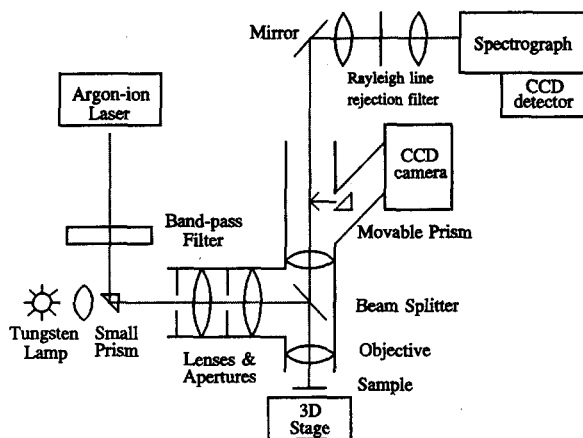 Mirror
Spectrograph
Rayleigh line
rejection filter
CCD
detector
Argon-ion
Laser
CCD
camera
Band-pass
Filter
Movable Prism
Tungsten
Lamp
Small
Prism
Beam Splitter
Lenses &
Apertures
Objective
Sample
3D
Stage